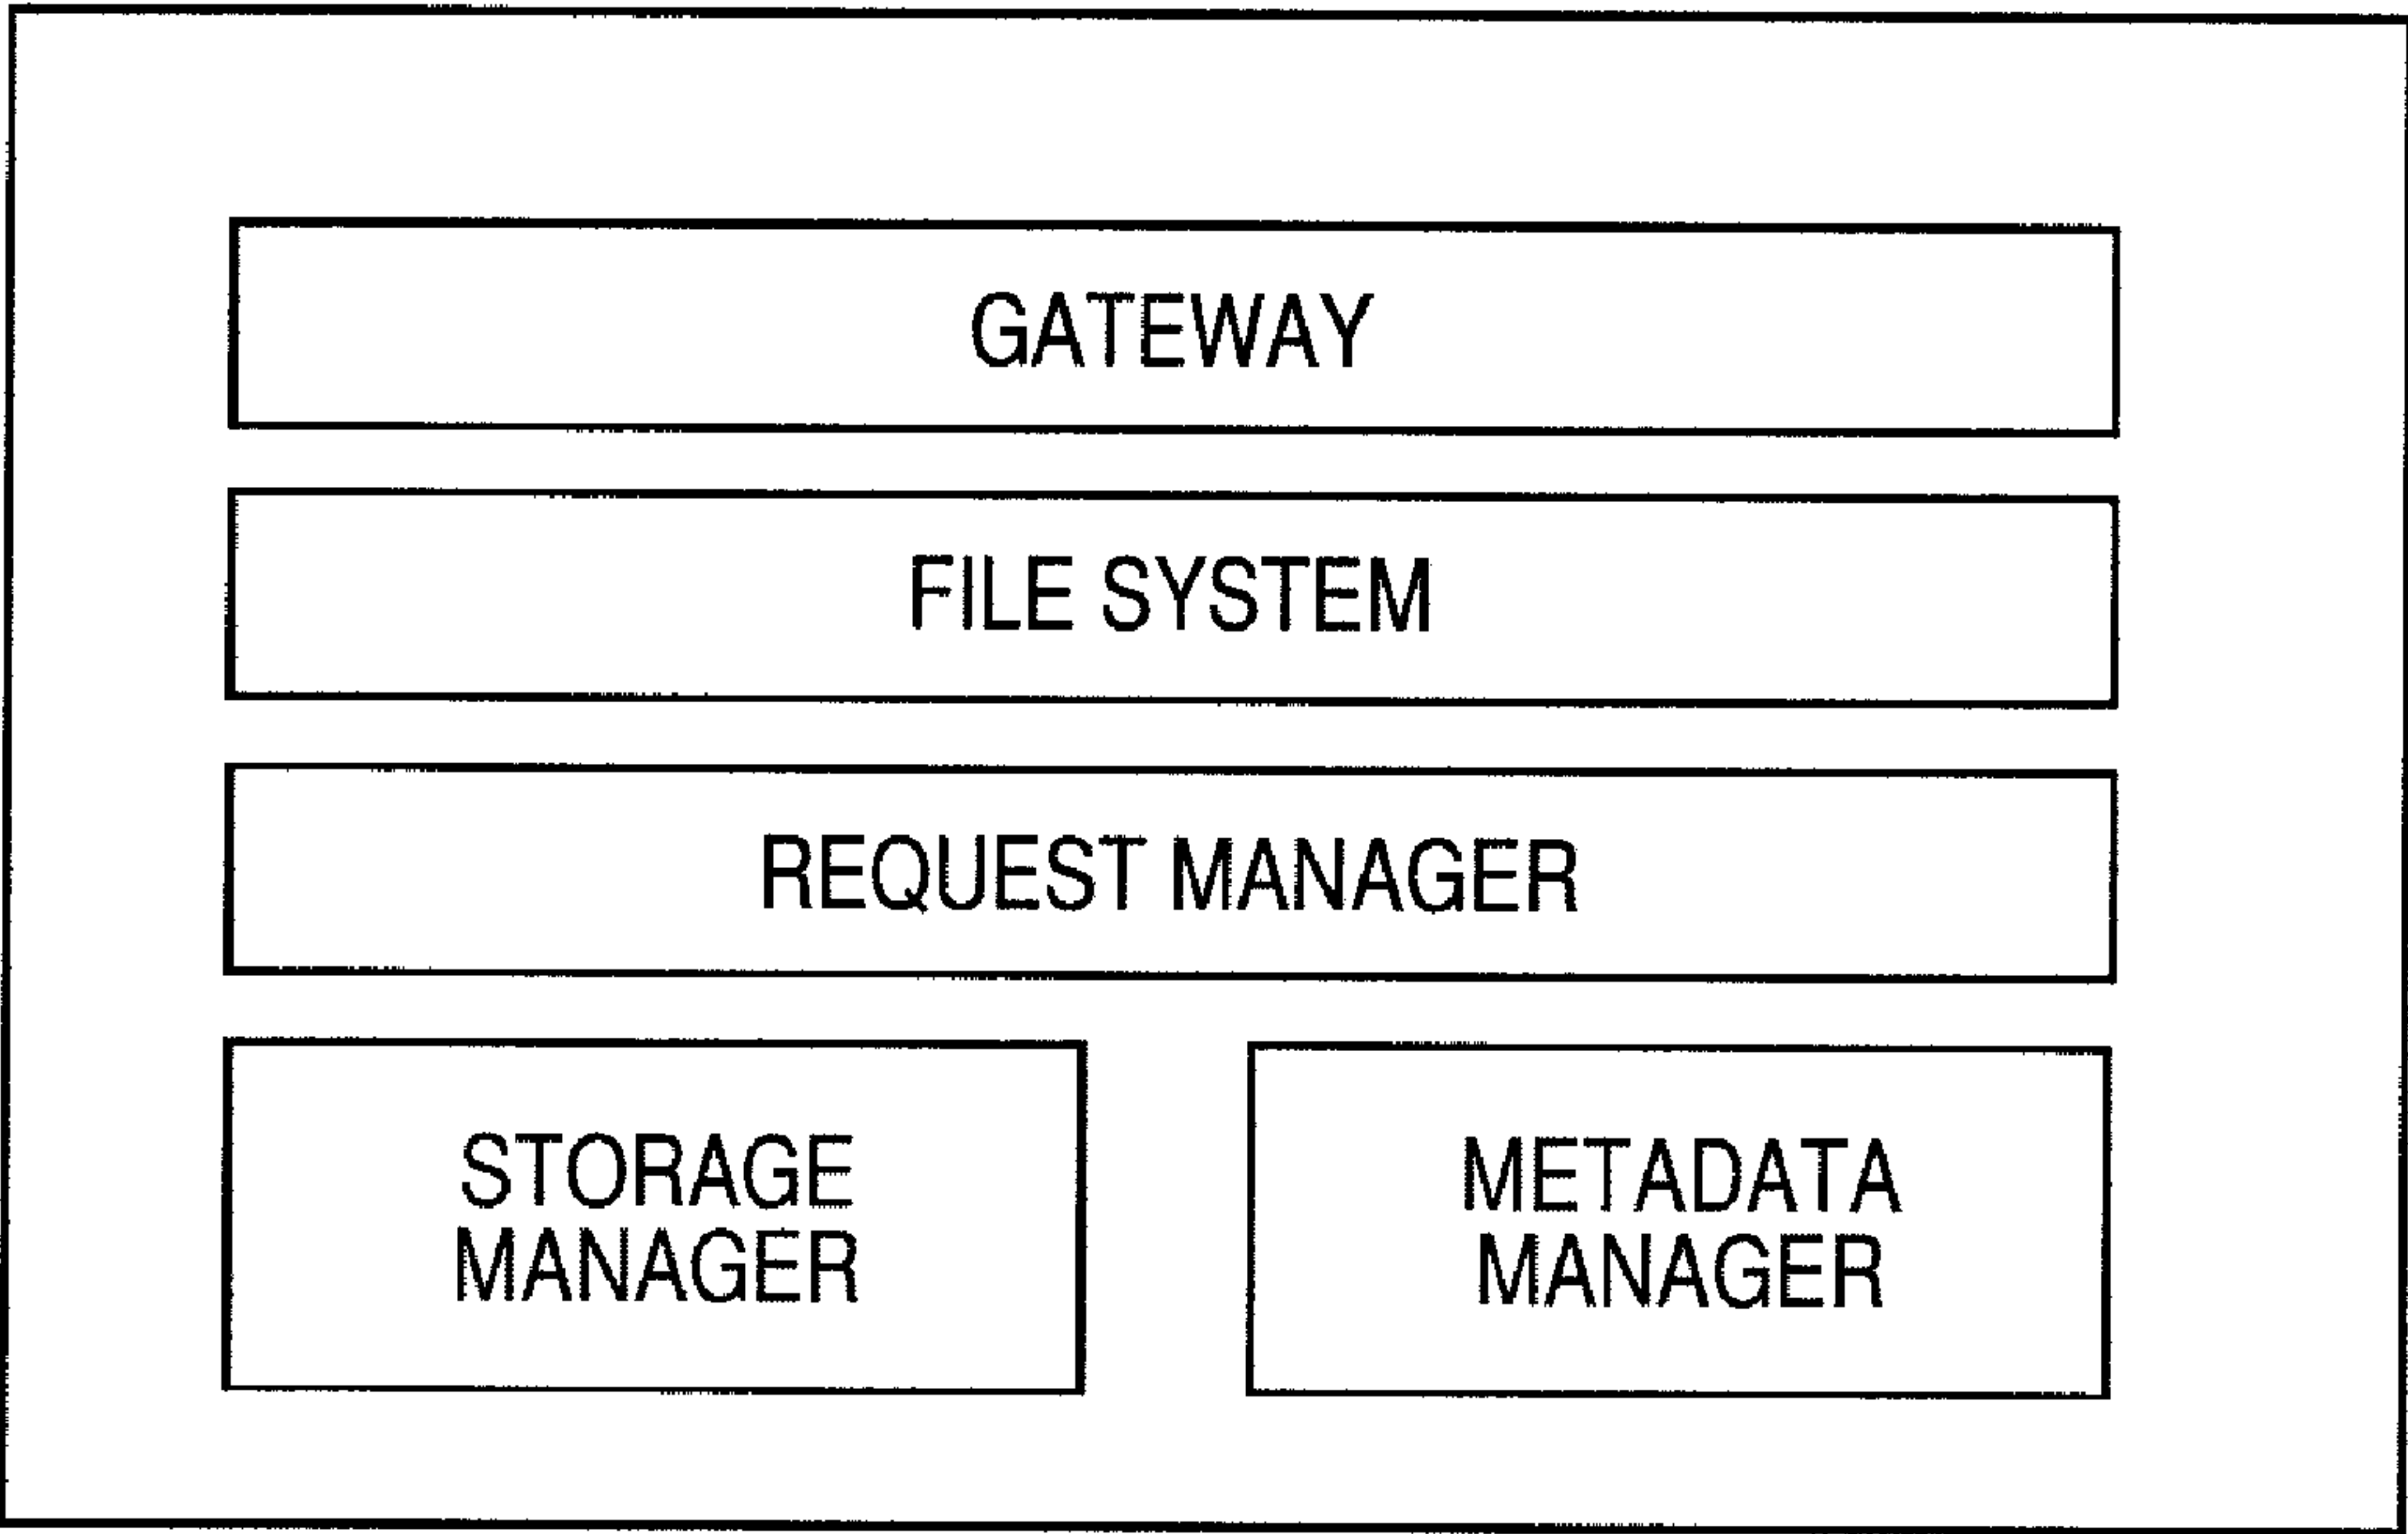 GATEWAY
FILE SYSTEM
REQUEST MANAGER
STORAGE
MANAGER
METADATA
MANAGER